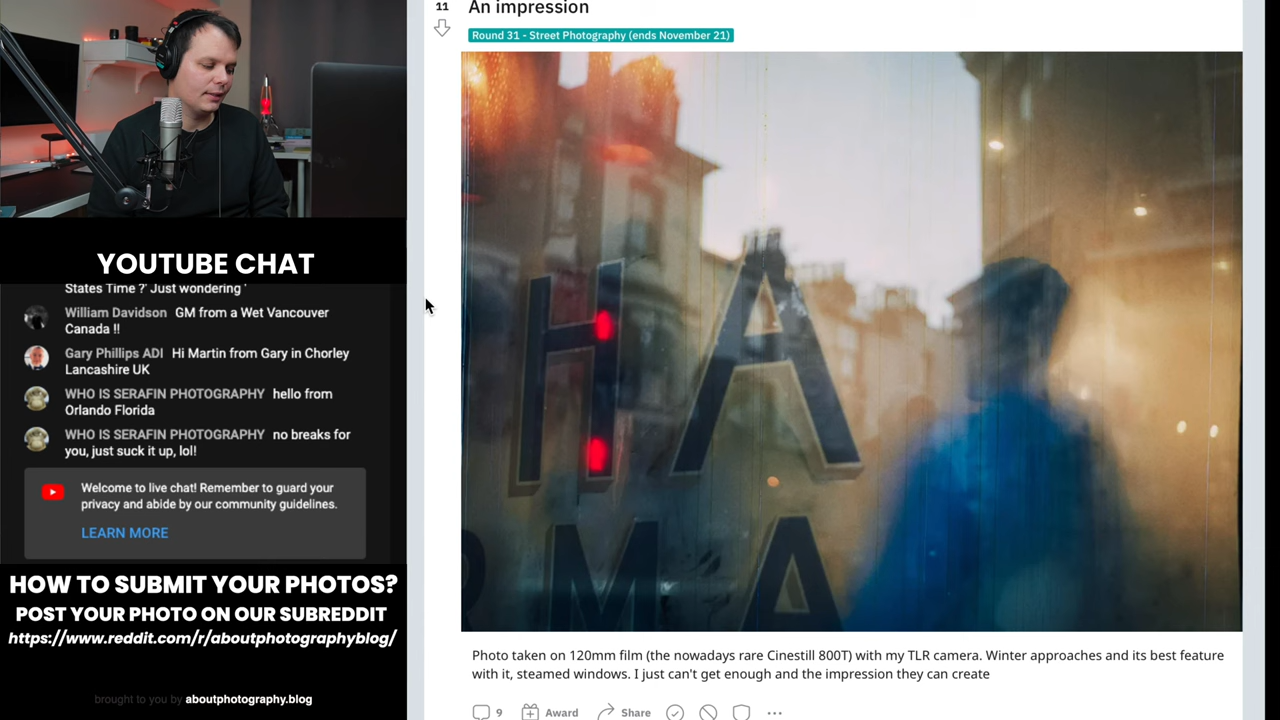 YOUTUBE CHAT
States Time ?' Just wondering '
William Davidson GM from a Wet Vancouver
Canada !!
Gary Phillips ADI Hi Martin from Gary in Chorley
Lancashire UK
WHO IS SERAFIN PHOTOGRAPHY hello from
Orlando Florida
WHO IS SERAFIN PHOTOGRAPHY no breaks for
you, just suck it up, lol!
Welcome to live chat! Remember to guard your
privacy and abide by our community guidelines.
LEARN MORE
HOW TO SUBMIT YOUR PHOTOS?
POST YOUR PHOTO ON OUR SUBREDDIT
https://www.reddit.com/r/aboutphotographyblog/
brought to you by aboutphotography.blog
11
An impression
Round 31 - Street Photography (ends November 21)
HA
RMA
Photo taken on 120mm film (the nowadays rare Cinestill 800T) with my TLR camera. Winter approaches and its best feature
with it, steamed windows. I just can't get enough and the impression they can create
9 Award Share